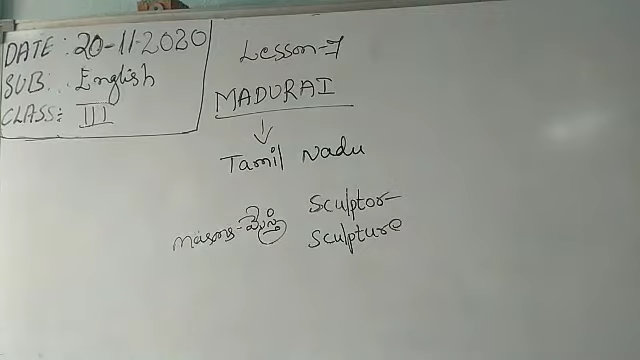 DATE: 20-11-2020
SUB: English
CLASS: III
Lesson-7
MADURAI
↓
Tamil Nadu
masons-మేస్త్రీ
Sculptor-
Sculpture